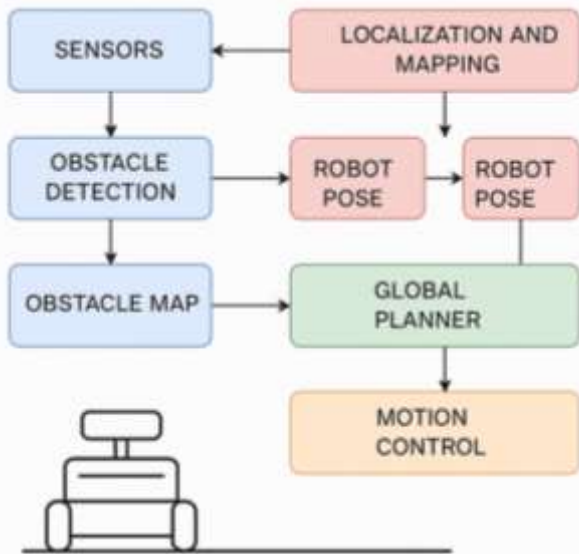 SENSORS
LOCALIZATION AND
MAPPING
OBSTACLE
DETECTION
ROBOT
POSE
ROBOT
POSE
OBSTACLE MAP
GLOBAL
PLANNER
MOTION
CONTROL